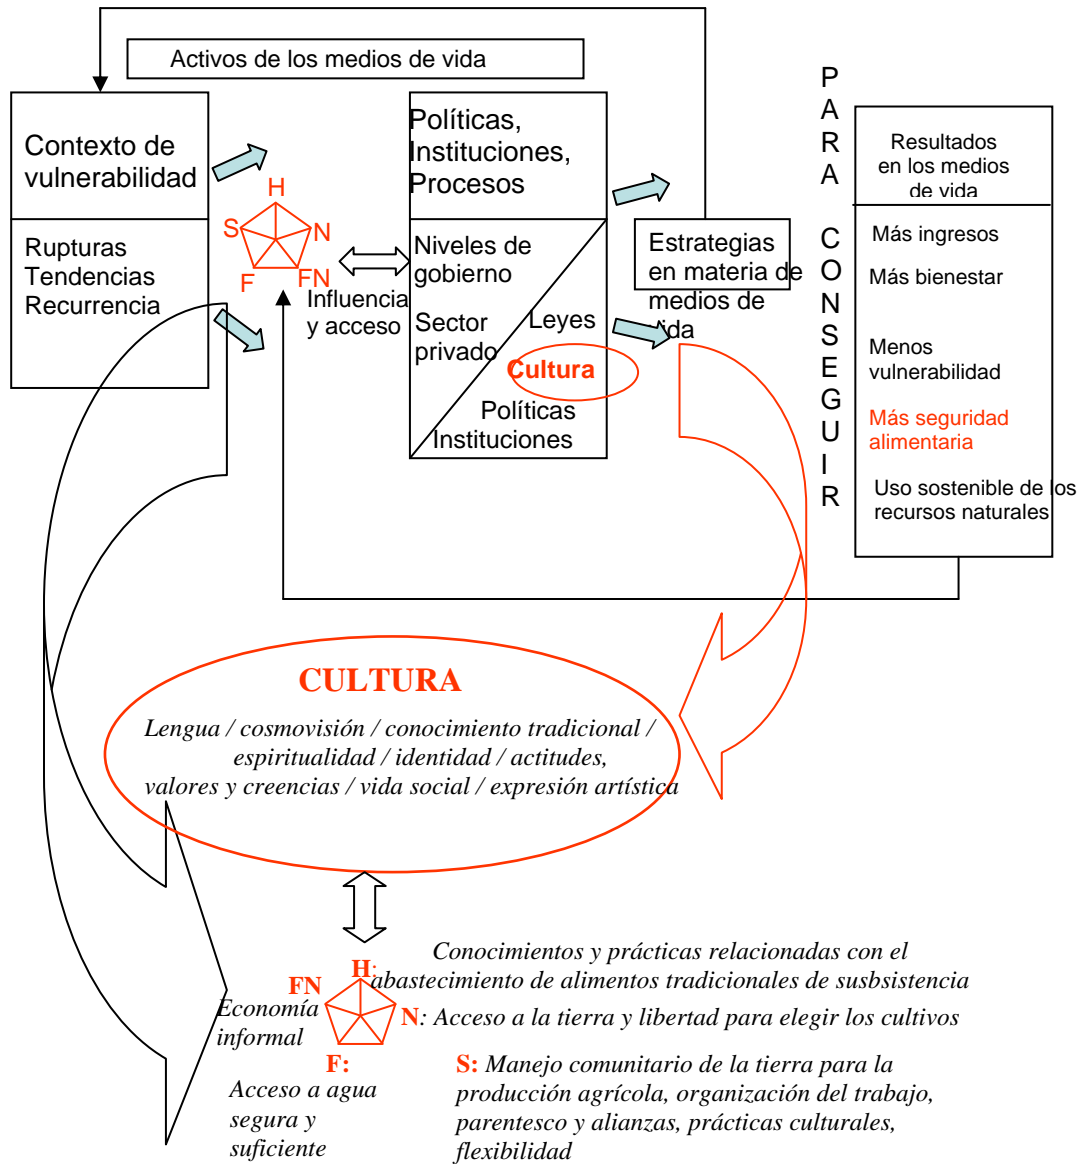 Activos de los medios de vida
Contexto de
vulnerabilidad
Rupturas
Tendencias
Recurrencia
H
S
N
F
FN
Influencia
y acceso
Políticas,
Instituciones,
Procesos
Niveles de
gobierno
Sector
privado
Leyes
Cultura
Políticas
Instituciones
Estrategias
en materia de
medios de
vida
PARA CONSEGUIR
Resultados
en los medios
de vida
Más ingresos
Más bienestar
Menos
vulnerabilidad
Más seguridad
alimentaria
Uso sostenible de los
recursos naturales
CULTURA
Lengua / cosmovisión / conocimiento tradicional /
espiritualidad / identidad / actitudes,
valores y creencias / vida social / expresión artística
H: Conocimientos y prácticas relacionadas con el
abastecimiento de alimentos tradicionales de susbsistencia
FN
Economía
informal
N: Acceso a la tierra y libertad para elegir los cultivos
F:
Acceso a agua
segura y
suficiente
S: Manejo comunitario de la tierra para la
producción agrícola, organización del trabajo,
parentesco y alianzas, prácticas culturales,
flexibilidad